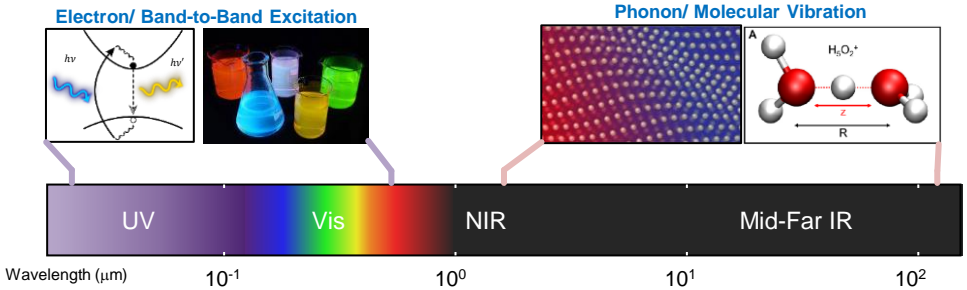 Electron/ Band-to-Band Excitation
Phonon/ Molecular Vibration
hν
hν'
A
H₅O₂⁺
z
R
UV
Vis
NIR
Mid-Far IR
Wavelength (μm)
10⁻¹
10⁰
10¹
10²